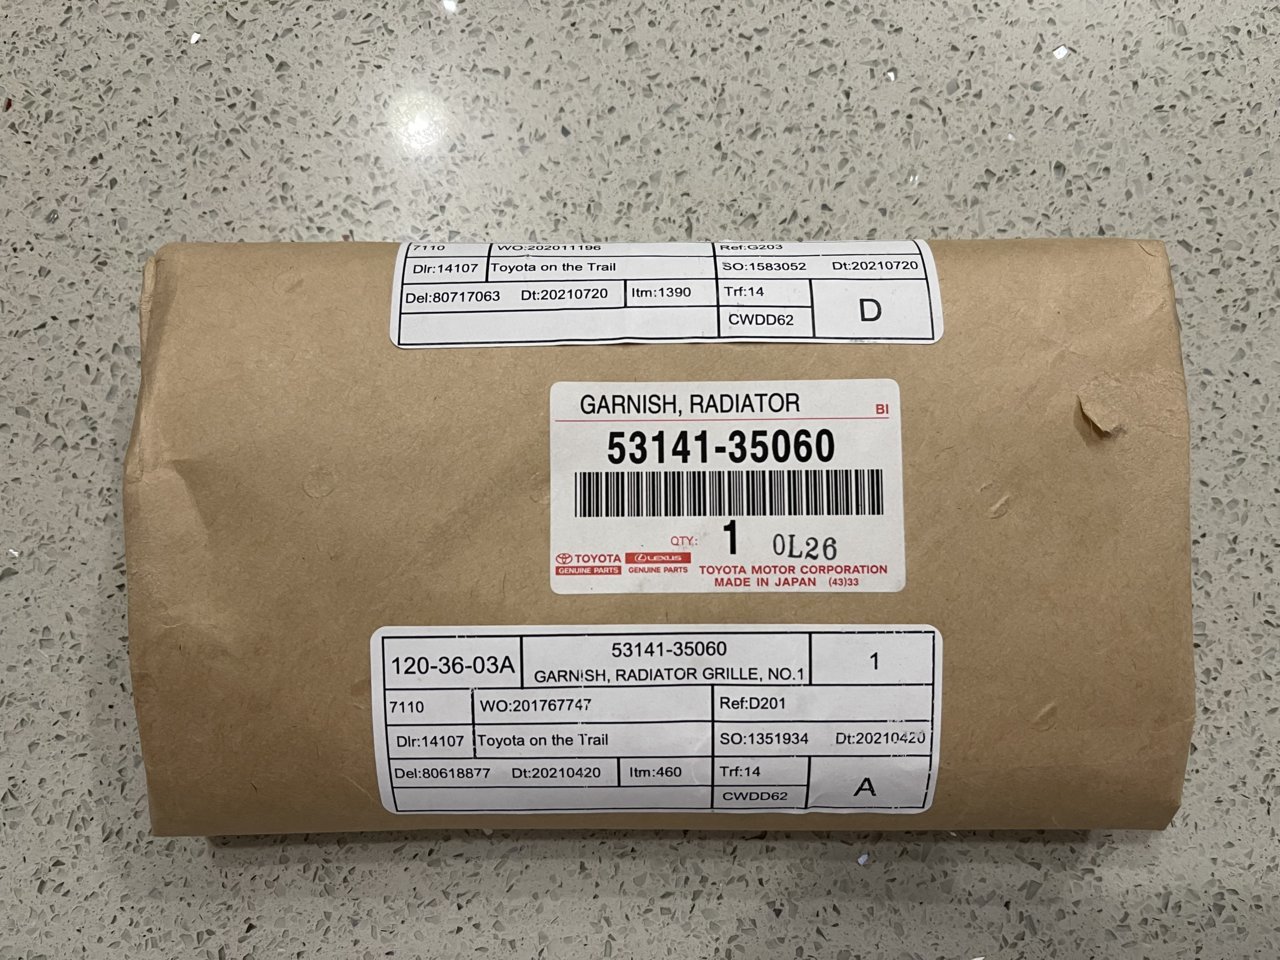 7110 WO:202011196 Ref:G203
Dlr:14107 Toyota on the Trail SO:1583052 Dt:20210720
Del:80717063 Dt:20210720 Itm:1390 Trf:14
CWDD62 D
GARNISH, RADIATOR
BI
53141-35060
QTY: 1 0L26
TOYOTA LEXUS
GENUINE PARTS GENUINE PARTS TOYOTA MOTOR CORPORATION
MADE IN JAPAN (43)33
120-36-03A 53141-35060 1
GARNISH, RADIATOR GRILLE, NO.1
7110 WO:201767747 Ref:D201
Dlr:14107 Toyota on the Trail SO:1351934 Dt:20210420
Del:80618877 Dt:20210420 Itm:460 Trf:14
CWDD62 A